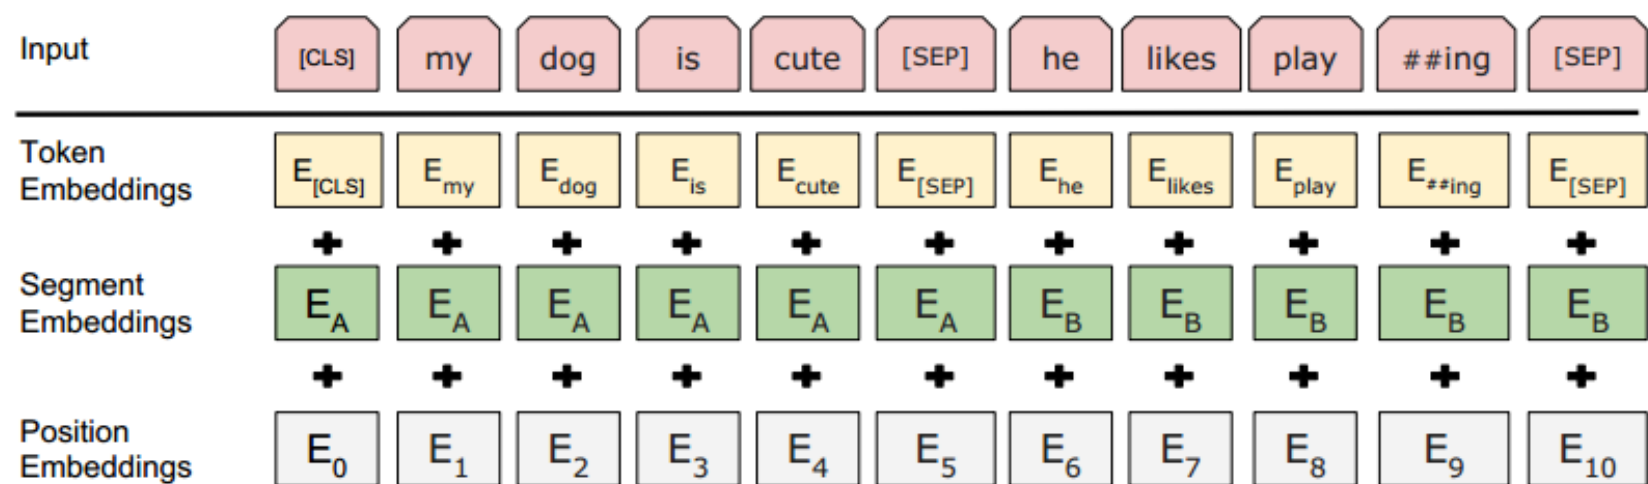 Input [CLS] my dog is cute [SEP] he likes play ##ing [SEP]
Token
Embeddings E[CLS] Emy Edog Eis Ecute E[SEP] Ehe Elikes Eplay E##ing E[SEP]
+ + + + + + + + + + +
Segment
Embeddings EA EA EA EA EA EA EB EB EB EB EB
+ + + + + + + + + + +
Position
Embeddings E0 E1 E2 E3 E4 E5 E6 E7 E8 E9 E10